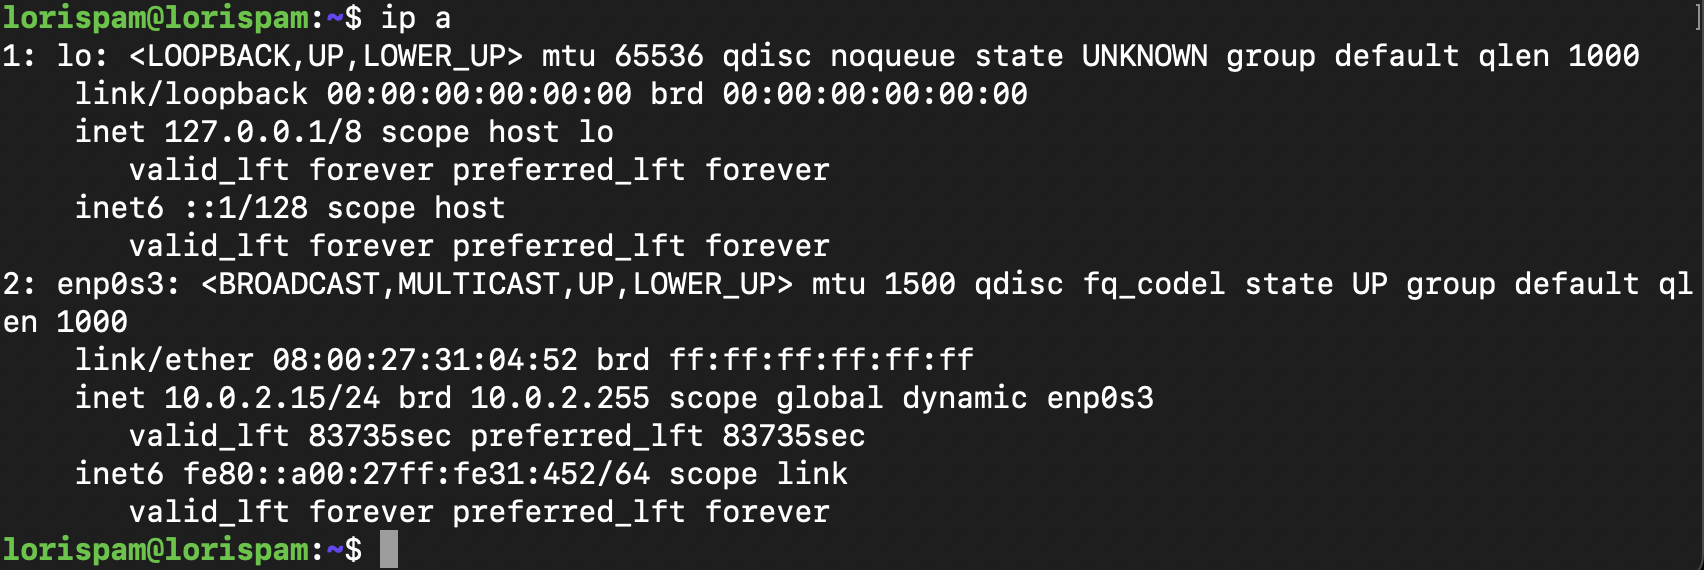 lorispam@lorispam:~$ ip a
1: lo: <LOOPBACK,UP,LOWER_UP> mtu 65536 qdisc noqueue state UNKNOWN group default qlen 1000
    link/loopback 00:00:00:00:00:00 brd 00:00:00:00:00:00
    inet 127.0.0.1/8 scope host lo
       valid_lft forever preferred_lft forever
    inet6 ::1/128 scope host
       valid_lft forever preferred_lft forever
2: enp0s3: <BROADCAST,MULTICAST,UP,LOWER_UP> mtu 1500 qdisc fq_codel state UP group default ql
en 1000
    link/ether 08:00:27:31:04:52 brd ff:ff:ff:ff:ff:ff
    inet 10.0.2.15/24 brd 10.0.2.255 scope global dynamic enp0s3
       valid_lft 83735sec preferred_lft 83735sec
    inet6 fe80::a00:27ff:fe31:452/64 scope link
       valid_lft forever preferred_lft forever
lorispam@lorispam:~$